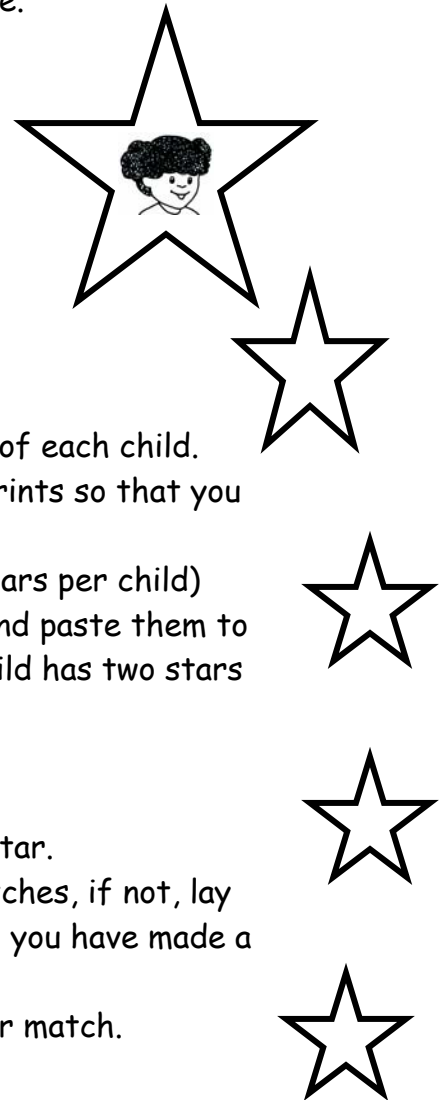 e.
of each child.
rints so that you
ars per child)
nd paste them to
ild has two stars
tar.
ches, if not, lay
you have made a
r match.